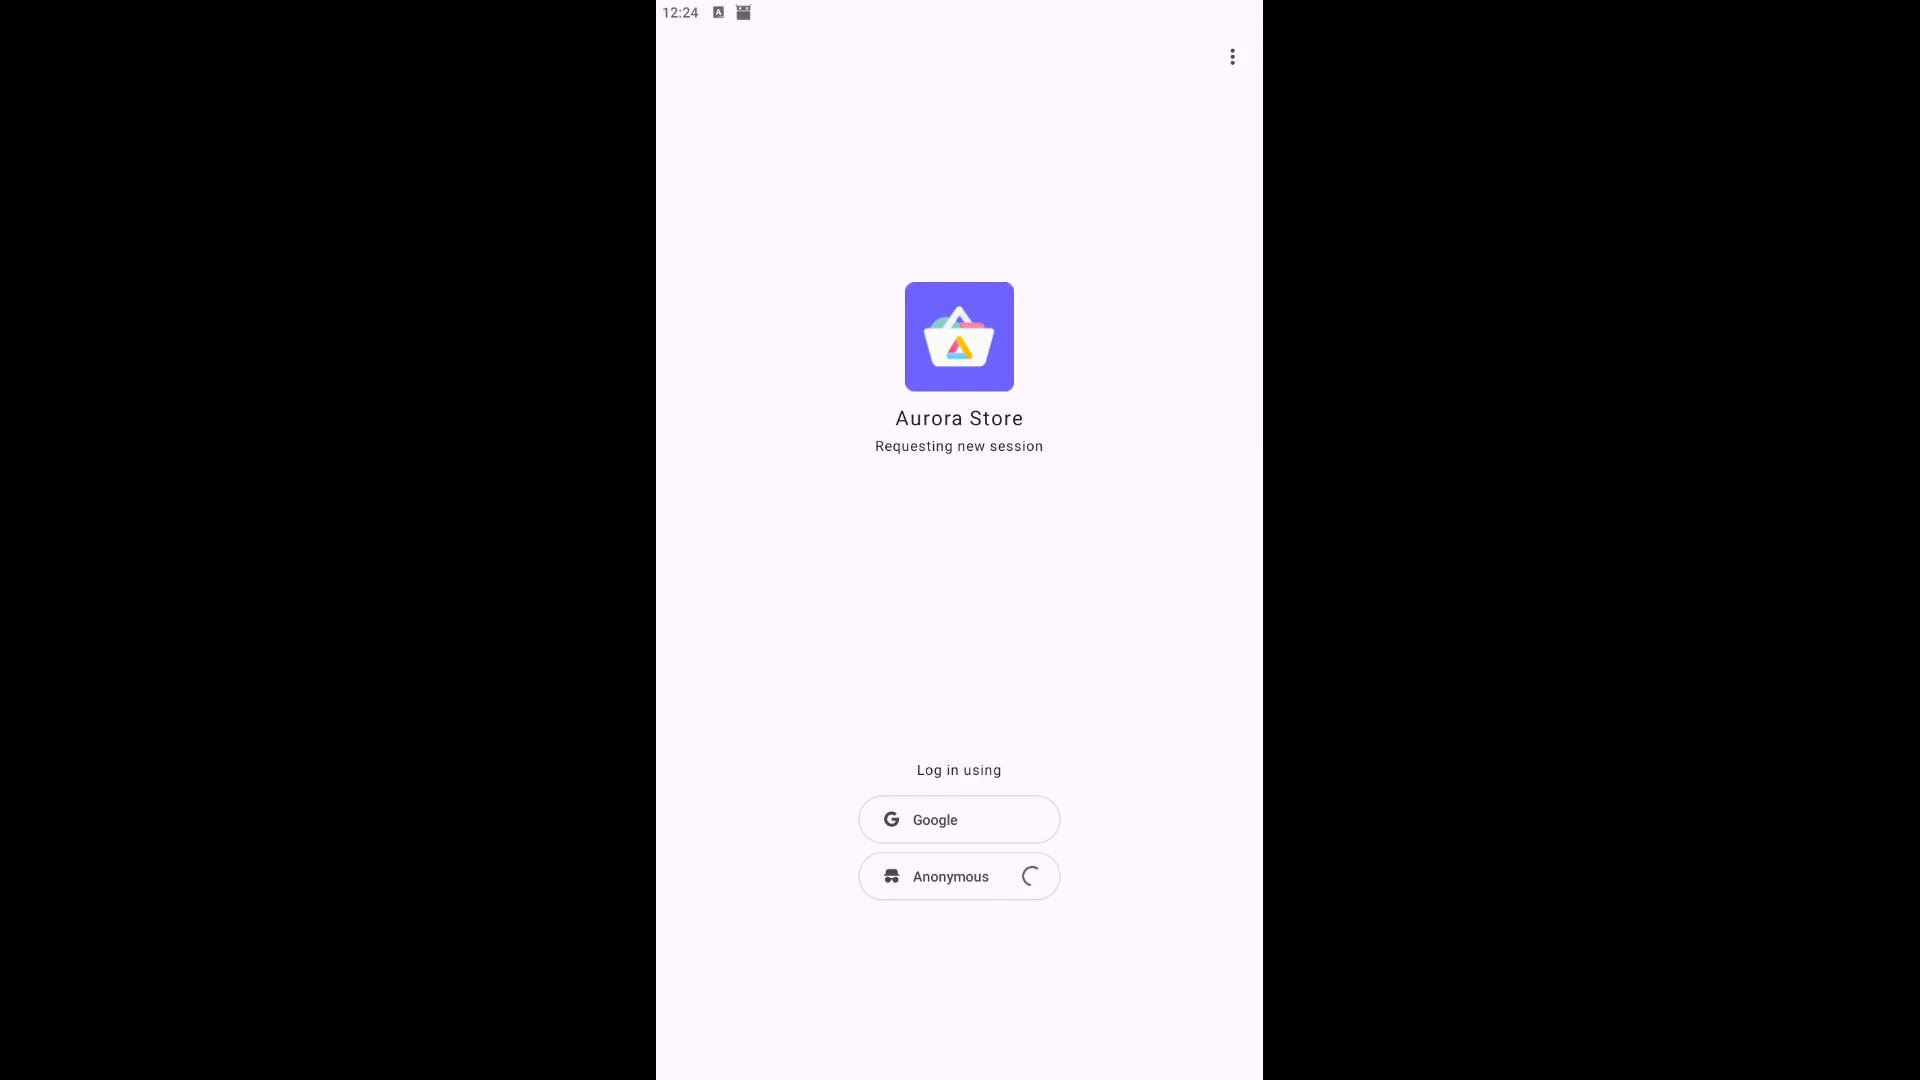 12:24
Aurora Store
Requesting new session
Log in using
Google
Anonymous